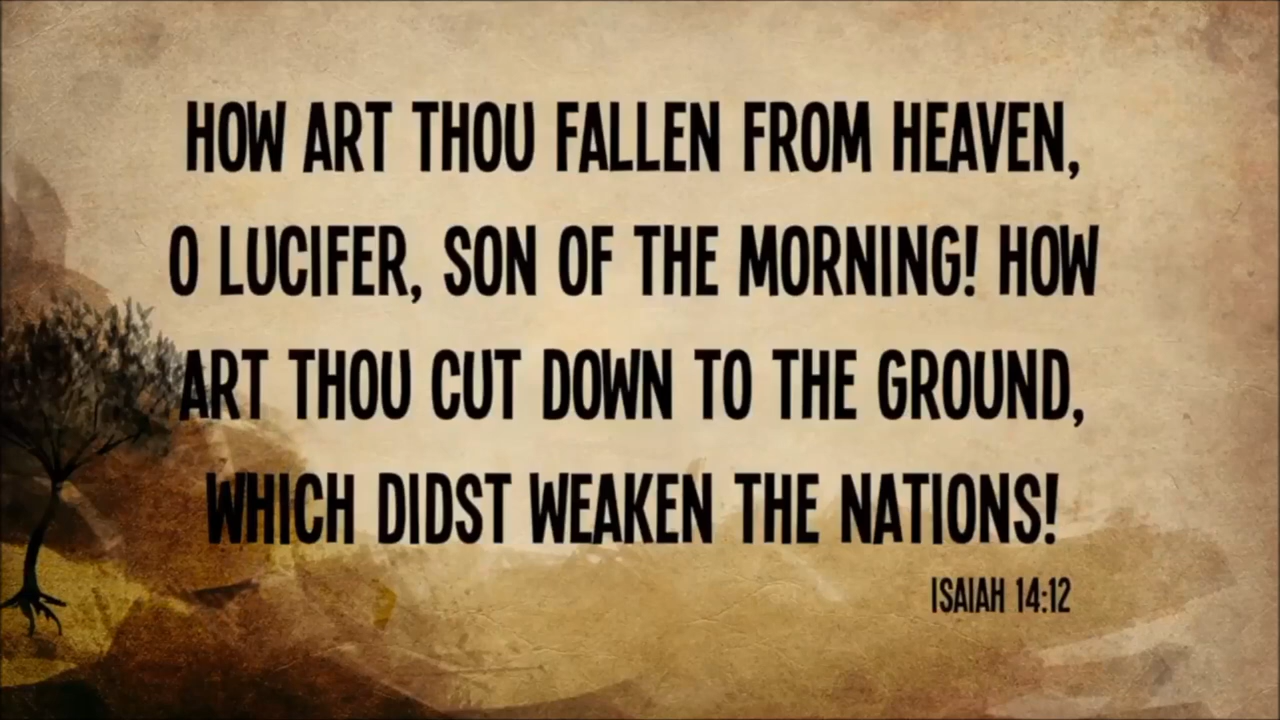 HOW ART THOU FALLEN FROM HEAVEN,
O LUCIFER, SON OF THE MORNING! HOW
ART THOU CUT DOWN TO THE GROUND,
WHICH DIDST WEAKEN THE NATIONS!
ISAIAH 14:12